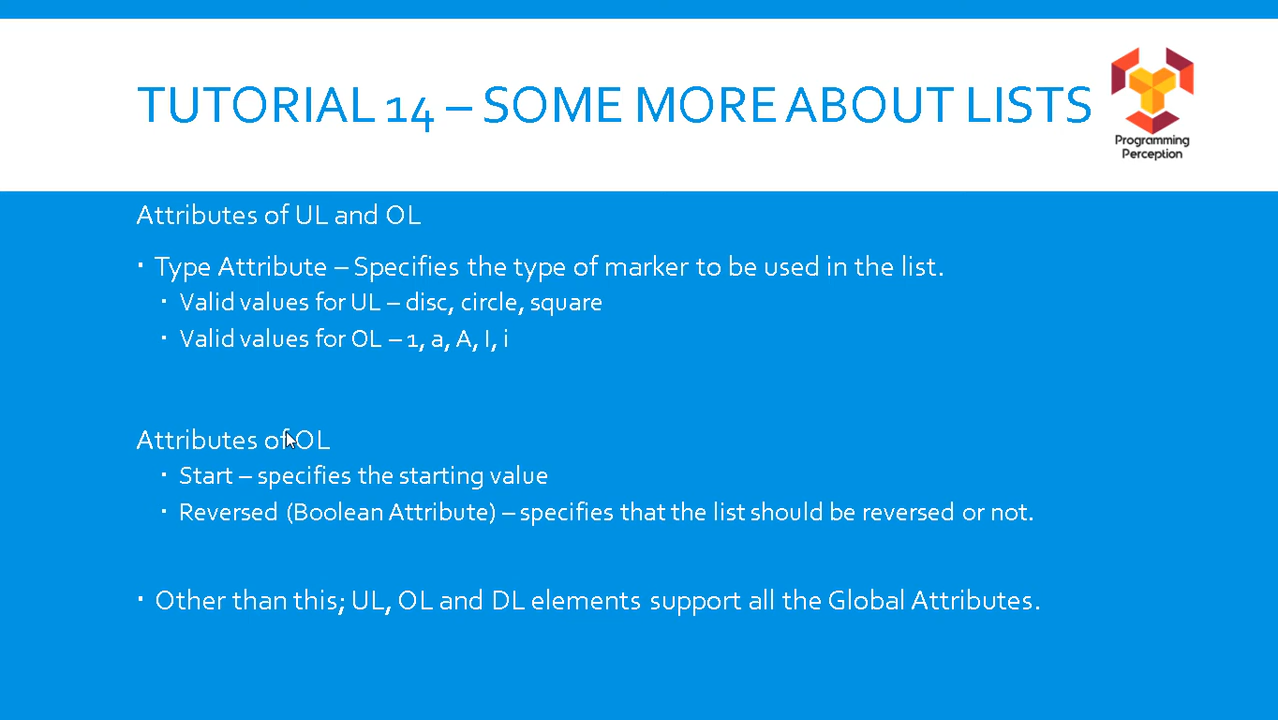 TUTORIAL 14 – SOME MORE ABOUT LISTS
Programming
Perception
Attributes of UL and OL
Type Attribute – Specifies the type of marker to be used in the list.
Valid values for UL – disc, circle, square
Valid values for OL – 1, a, A, I, i
Attributes of OL
Start – specifies the starting value
Reversed (Boolean Attribute) – specifies that the list should be reversed or not.
Other than this; UL, OL and DL elements support all the Global Attributes.